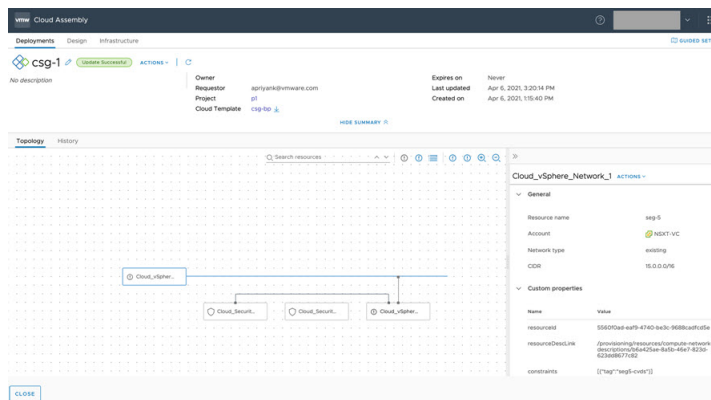 vmw Cloud Assembly
Deployments Design Infrastructure GUIDED SET
csg-1 Update Successful ACTIONS
No description
Owner
Requestor apriyank@vmware.com
Project p1
Cloud Template csg-bp
Expires on Never
Last updated Apr 6, 2021, 3:20:14 PM
Created on Apr 6, 2021, 1:15:40 PM
HIDE SUMMARY
Topology History
Search resources
Cloud_vSpher...
Cloud_Securit...
Cloud_Securit...
Cloud_vSpher...
Cloud_vSphere_Network_1 ACTIONS
General
Resource name seg-5
Account NSXT-VC
Network type existing
CIDR 15.0.0.0/16
Custom properties
Name Value
resourceId 5560f0ad-eaf9-4740-be3c-9688cadfcd5e
resourceDescLink /provisioning/resources/compute-network-
descriptions/b6a425ae-8a5b-46e7-823d-
623dd8677c82
constraints [{"tag":"seg5-cvds"}]
CLOSE